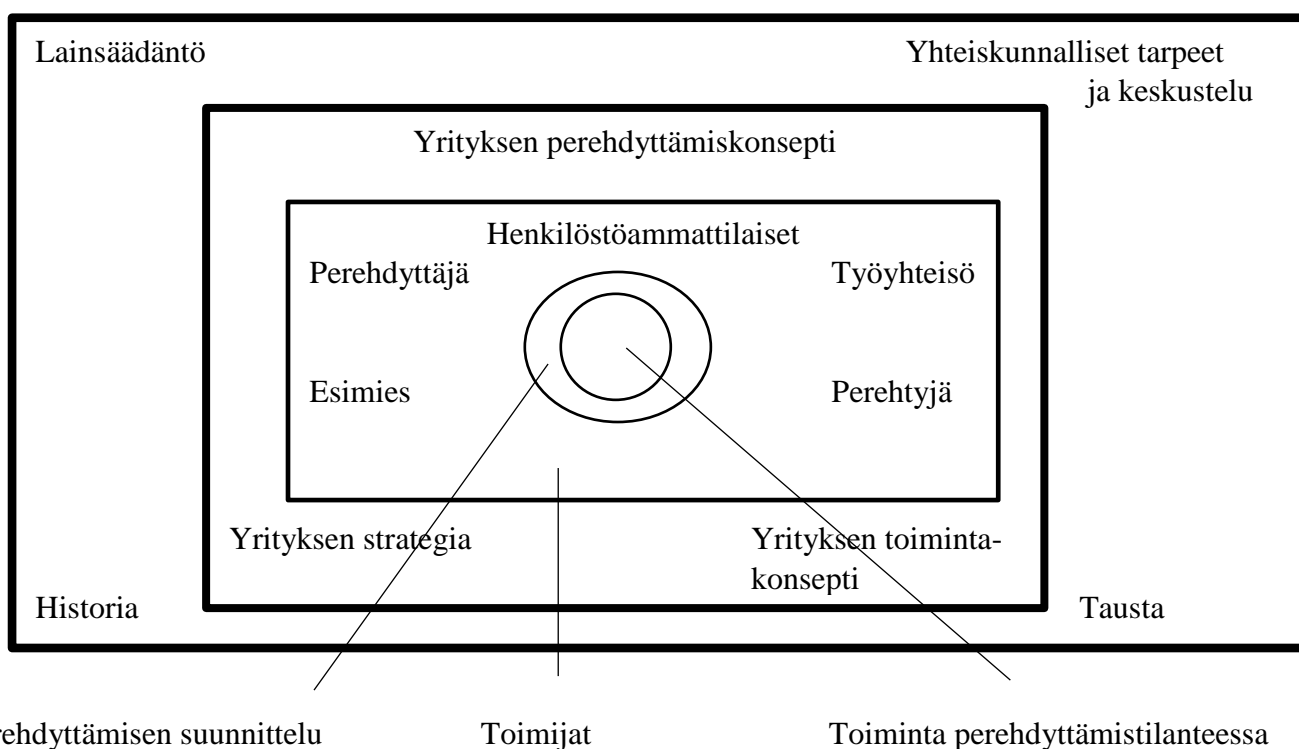 Lainsäädäntö
Yhteiskunnalliset tarpeet
ja keskustelu
Yrityksen perehdyttämiskonsepti
Henkilöstöammattilaiset
Perehdyttäjä
Työyhteisö
Esimies
Perehtyjä
Yrityksen strategia
Yrityksen toiminta-
konsepti
Historia
Tausta
rehdyttämisen suunnittelu
Toimijat
Toiminta perehdyttämistilanteessa